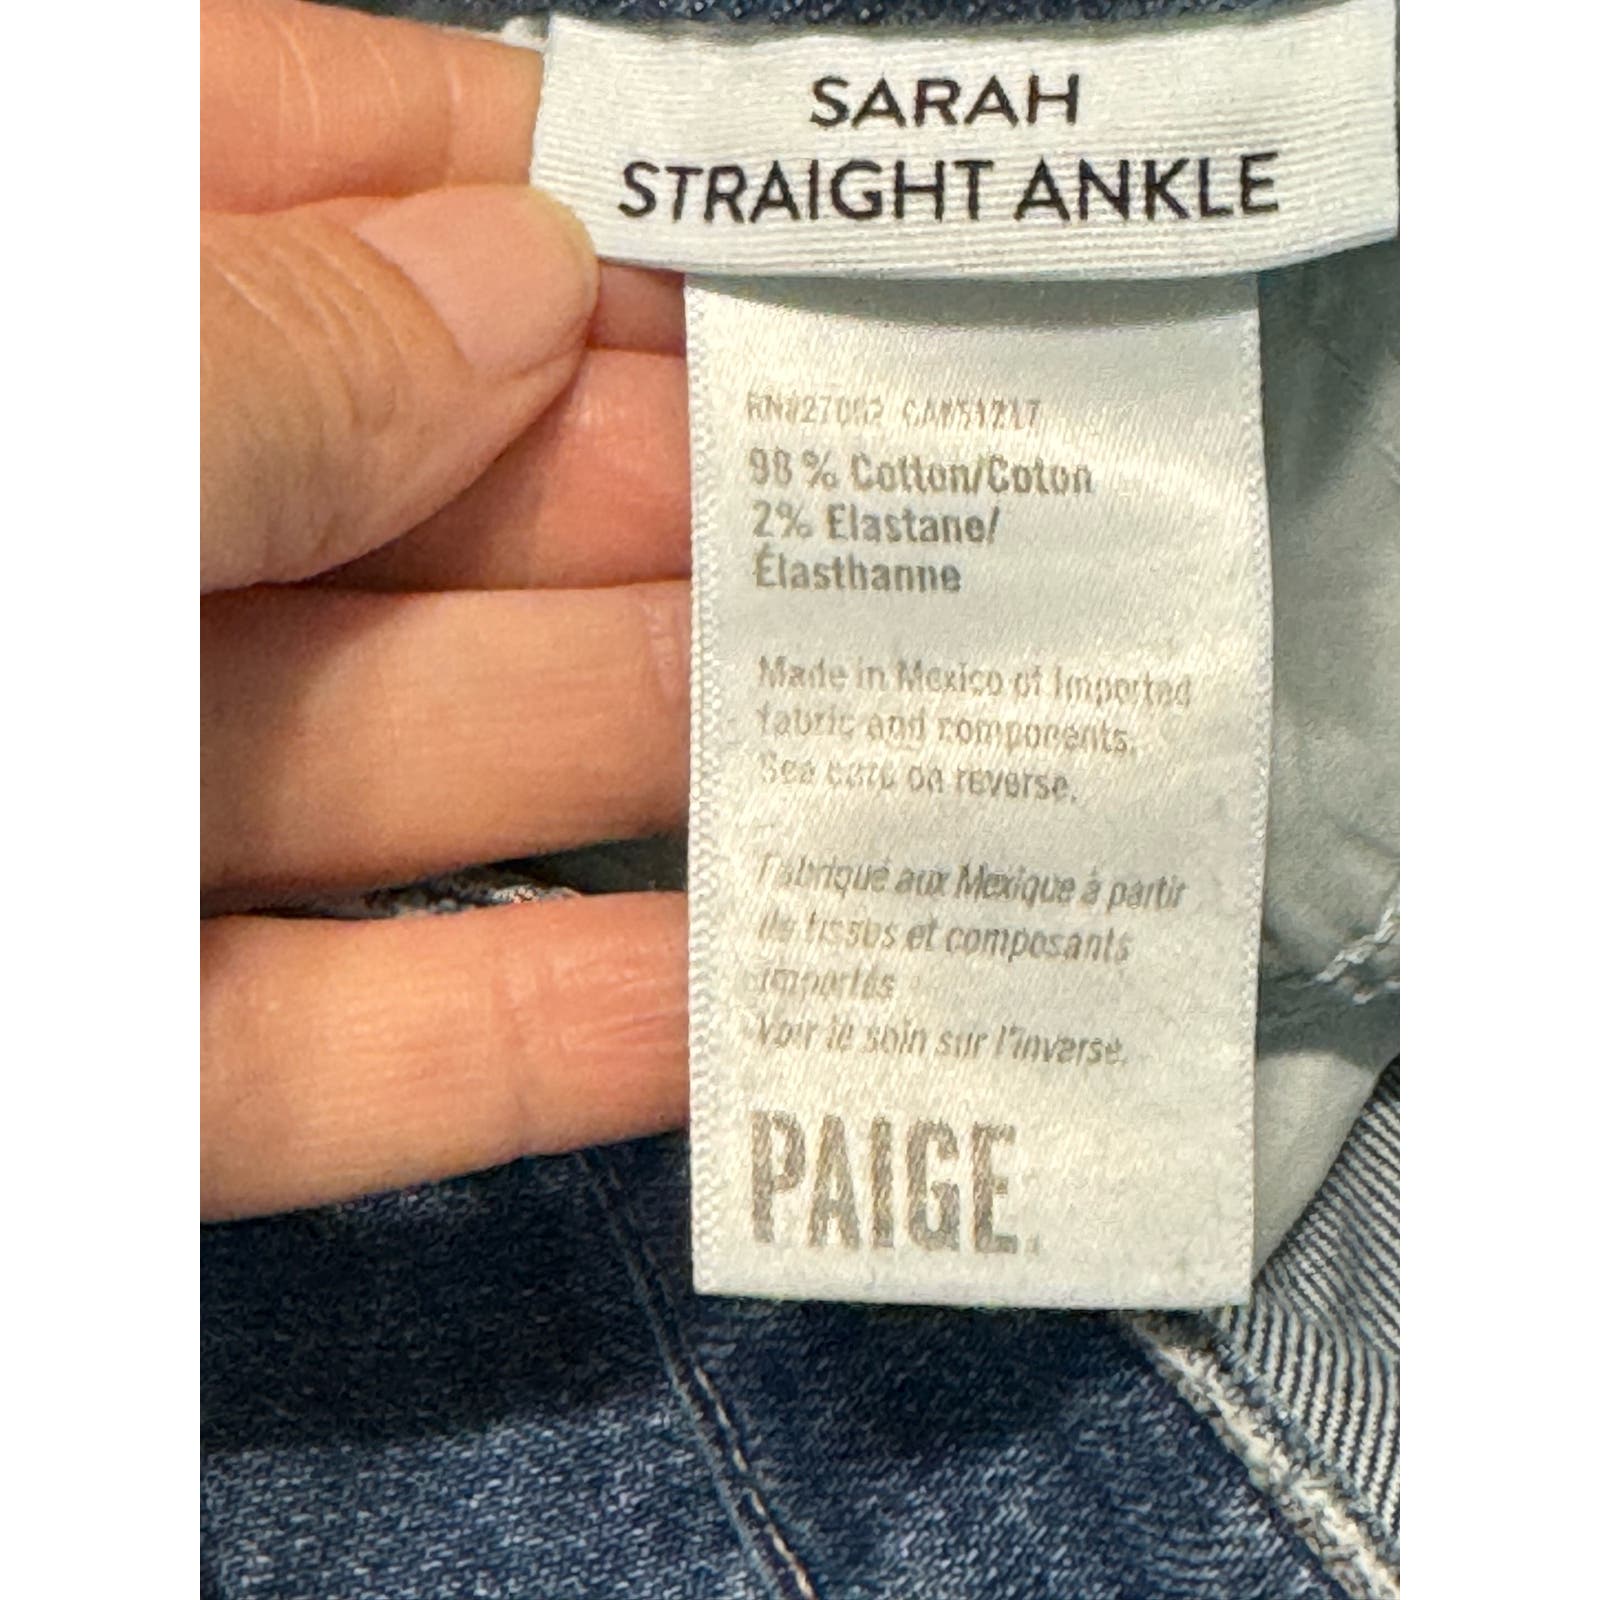 SARAH
STRAIGHT ANKLE
98 % Cotton/Coton
2% Elastane/
Élasthanne
Made in Mexico of Imported
fabric and components.
See care on reverse.
Fabriqué aux Mexique à partir
tissus et composants
importés
Voir le soin sur l'inverse.
PAIGE.